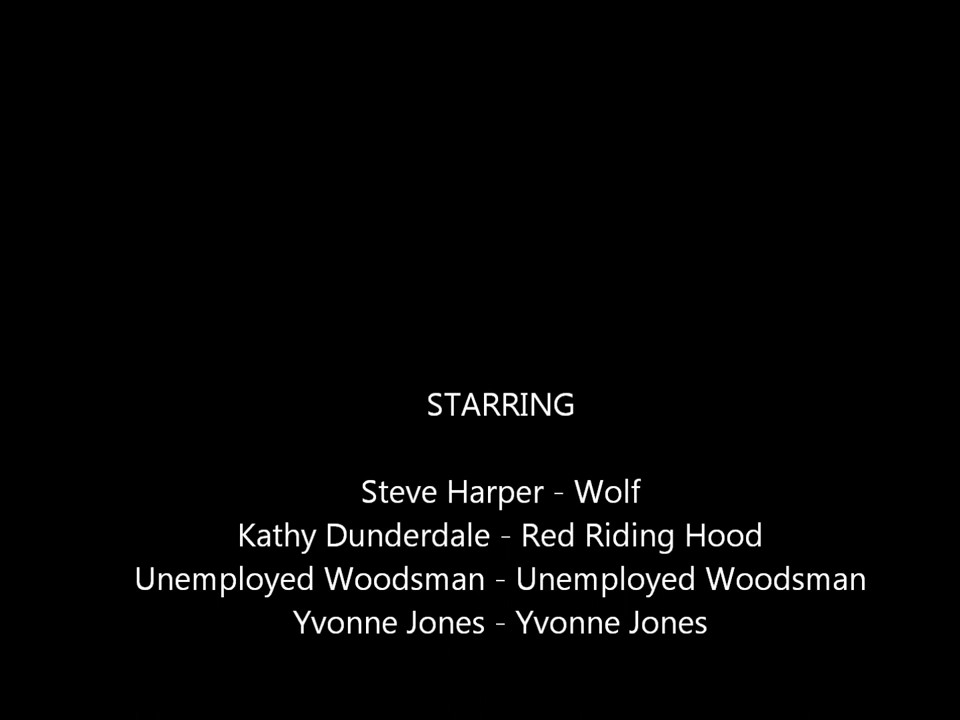 STARRING
Steve Harper - Wolf
Kathy Dunderdale - Red Riding Hood
Unemployed Woodsman - Unemployed Woodsman
Yvonne Jones - Yvonne Jones